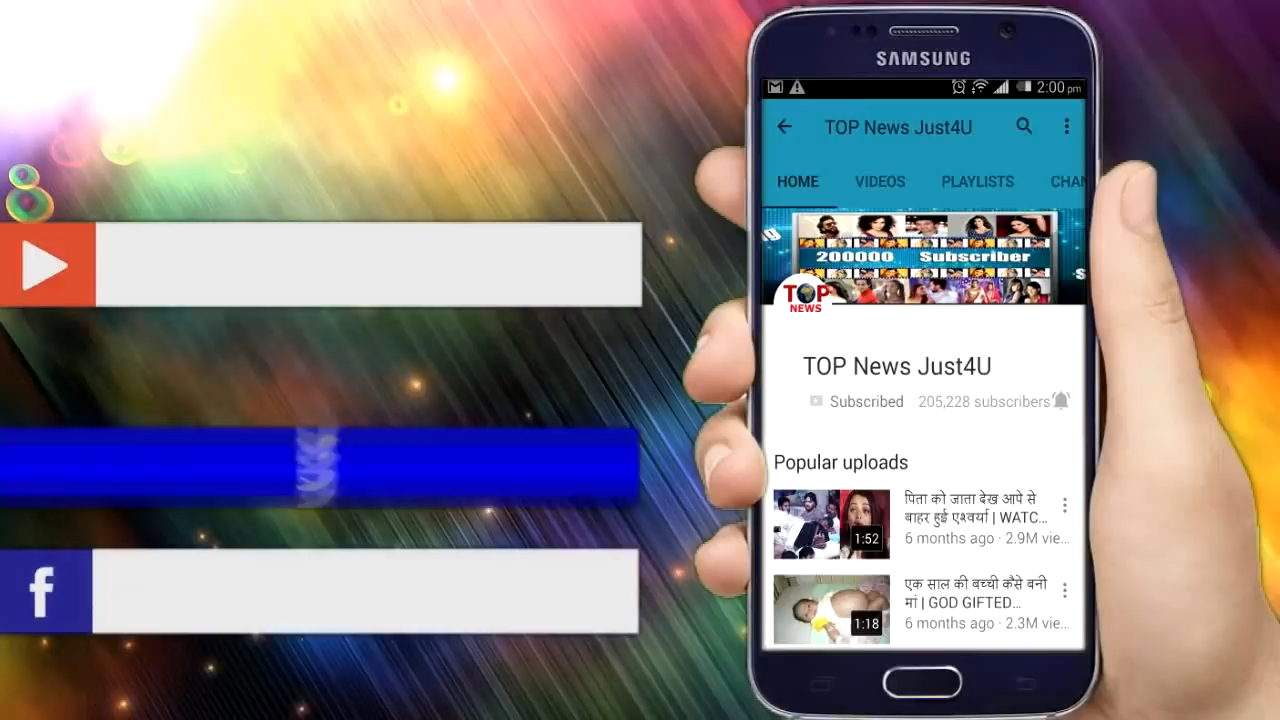 SAMSUNG
2:00 pm
TOP News Just4U
HOME VIDEOS PLAYLISTS CHAN
200000 Subscriber
TOP
NEWS
TOP News Just4U
Subscribed 205,228 subscribers
Popular uploads
पिता को जाता देख आपे से
बाहर हुई एश्वर्या | WATC...
6 months ago · 2.9M vie...
1:52
एक साल की बच्ची कैसे बनी
मां | GOD GIFTED...
6 months ago · 2.3M vie...
1:18
f